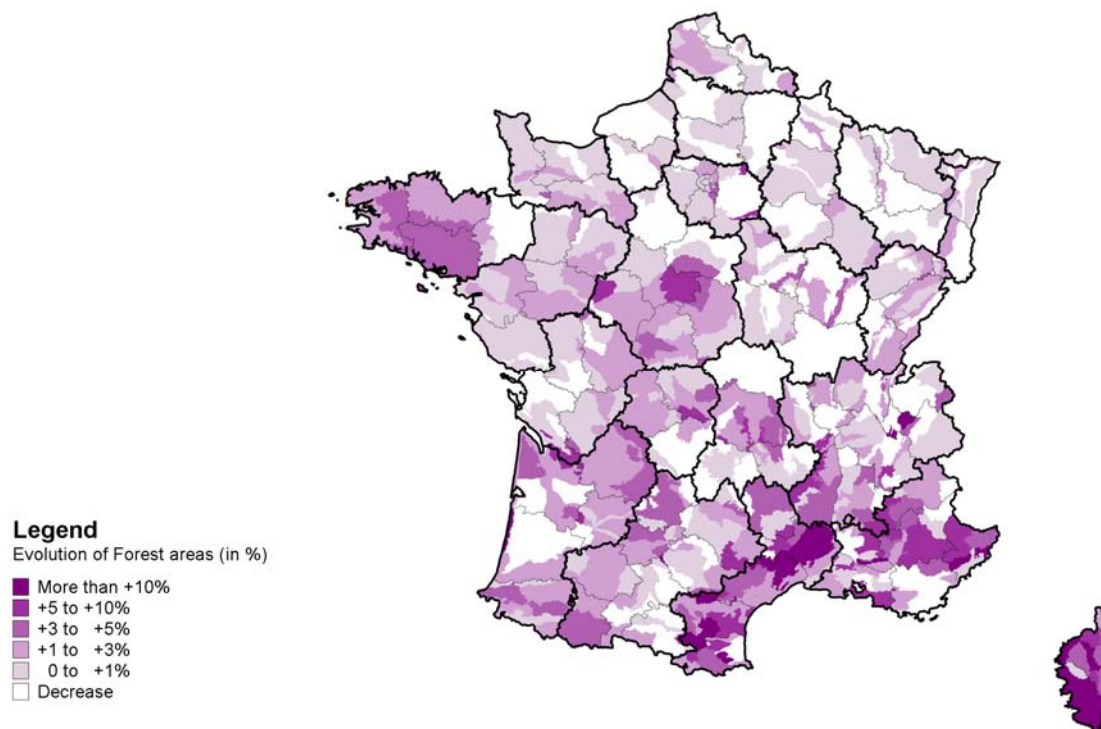 Legend
Evolution of Forest areas (in %)
More than +10%
+5 to +10%
+3 to +5%
+1 to +3%
0 to +1%
Decrease